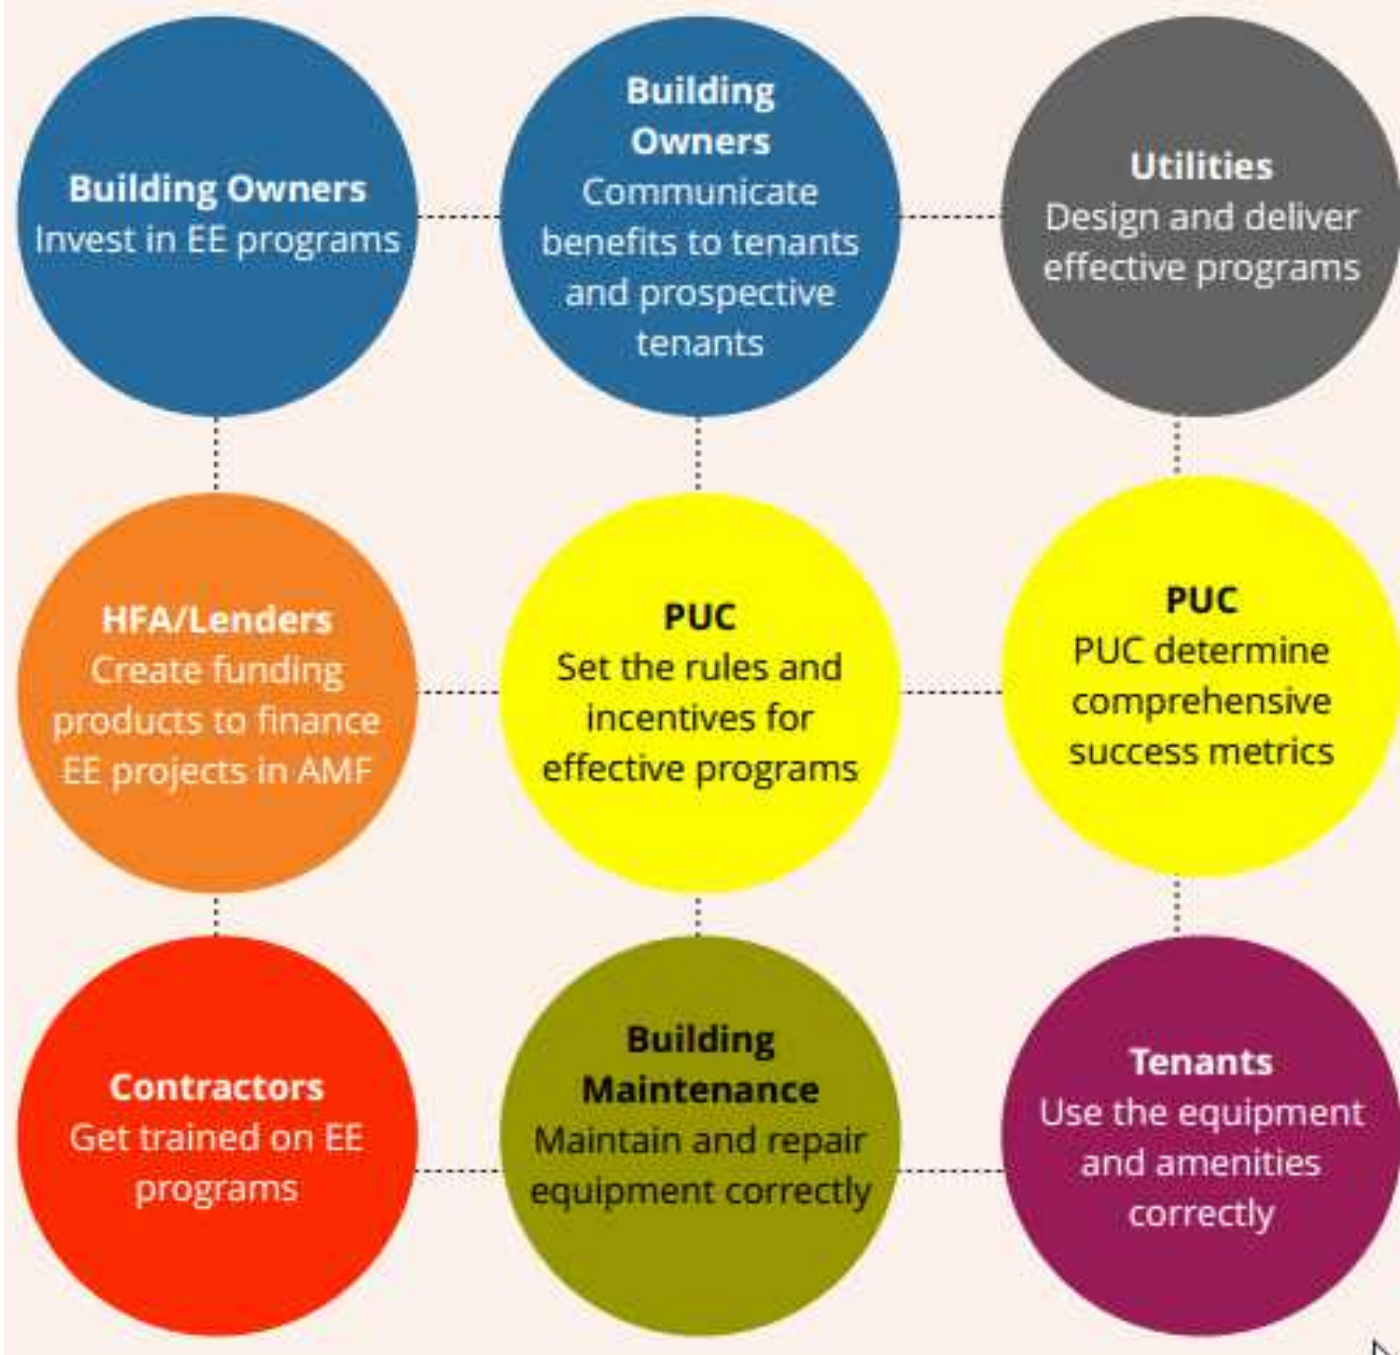 Building Owners
Invest in EE programs
Building
Owners
Communicate
benefits to tenants
and prospective
tenants
Utilities
Design and deliver
effective programs
HFA/Lenders
Create funding
products to finance
EE projects in AMF
PUC
Set the rules and
incentives for
effective programs
PUC
PUC determine
comprehensive
success metrics
Contractors
Get trained on EE
programs
Building
Maintenance
Maintain and repair
equipment correctly
Tenants
Use the equipment
and amenities
correctly